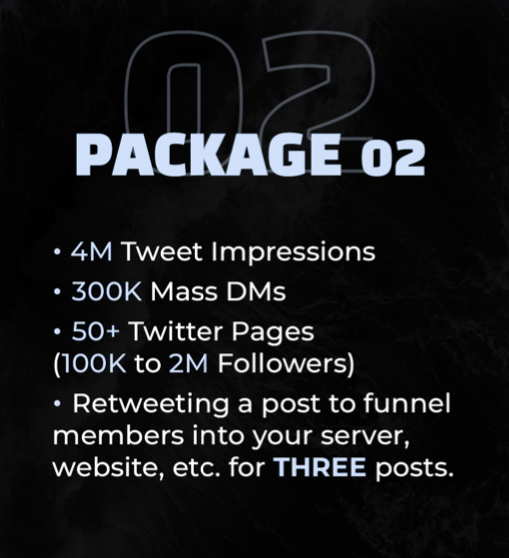 02
PACKAGE 02
• 4M Tweet Impressions
• 300K Mass DMs
• 50+ Twitter Pages
(100K to 2M Followers)
• Retweeting a post to funnel
members into your server,
website, etc. for THREE posts.